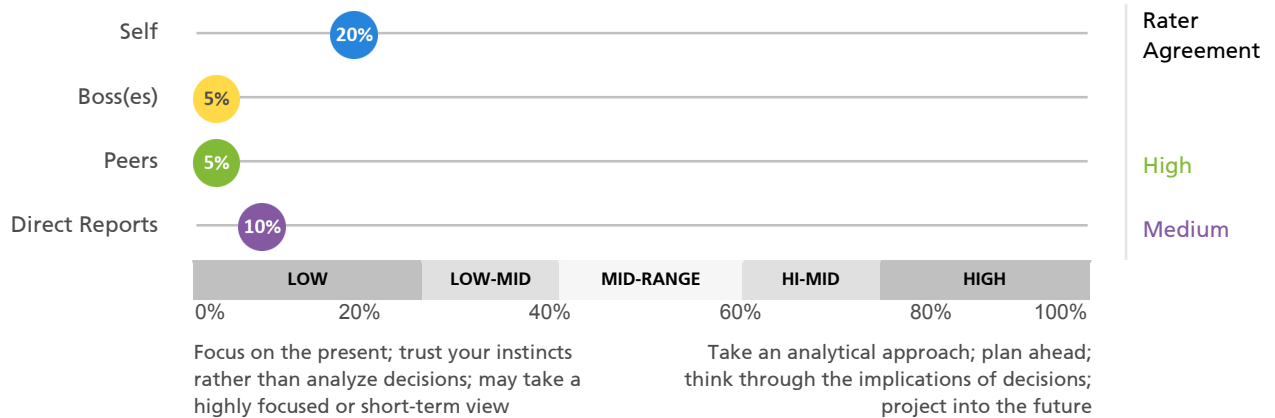 Self
20%
Rater
Agreement
Boss(es)
5%
Peers
5%
High
Direct Reports
10%
Medium
LOW
LOW-MID
MID-RANGE
HI-MID
HIGH
0%
20%
40%
60%
80%
100%
Focus on the present; trust your instincts
rather than analyze decisions; may take a
highly focused or short-term view
Take an analytical approach; plan ahead;
think through the implications of decisions;
project into the future